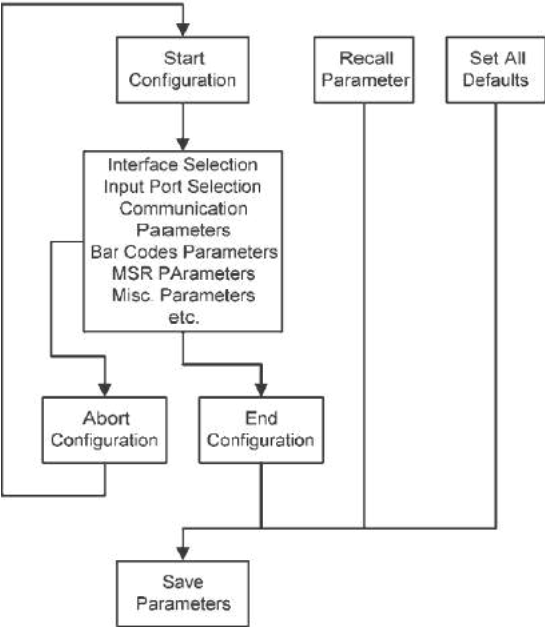 Start
Configuration
Recall
Parameter
Set All
Defaults
Interface Selection
Input Port Selection
Communication
Parameters
Bar Codes Parameters
MSR PArameters
Misc. Parameters
etc.
Abort
Configuration
End
Configuration
Save
Parameters